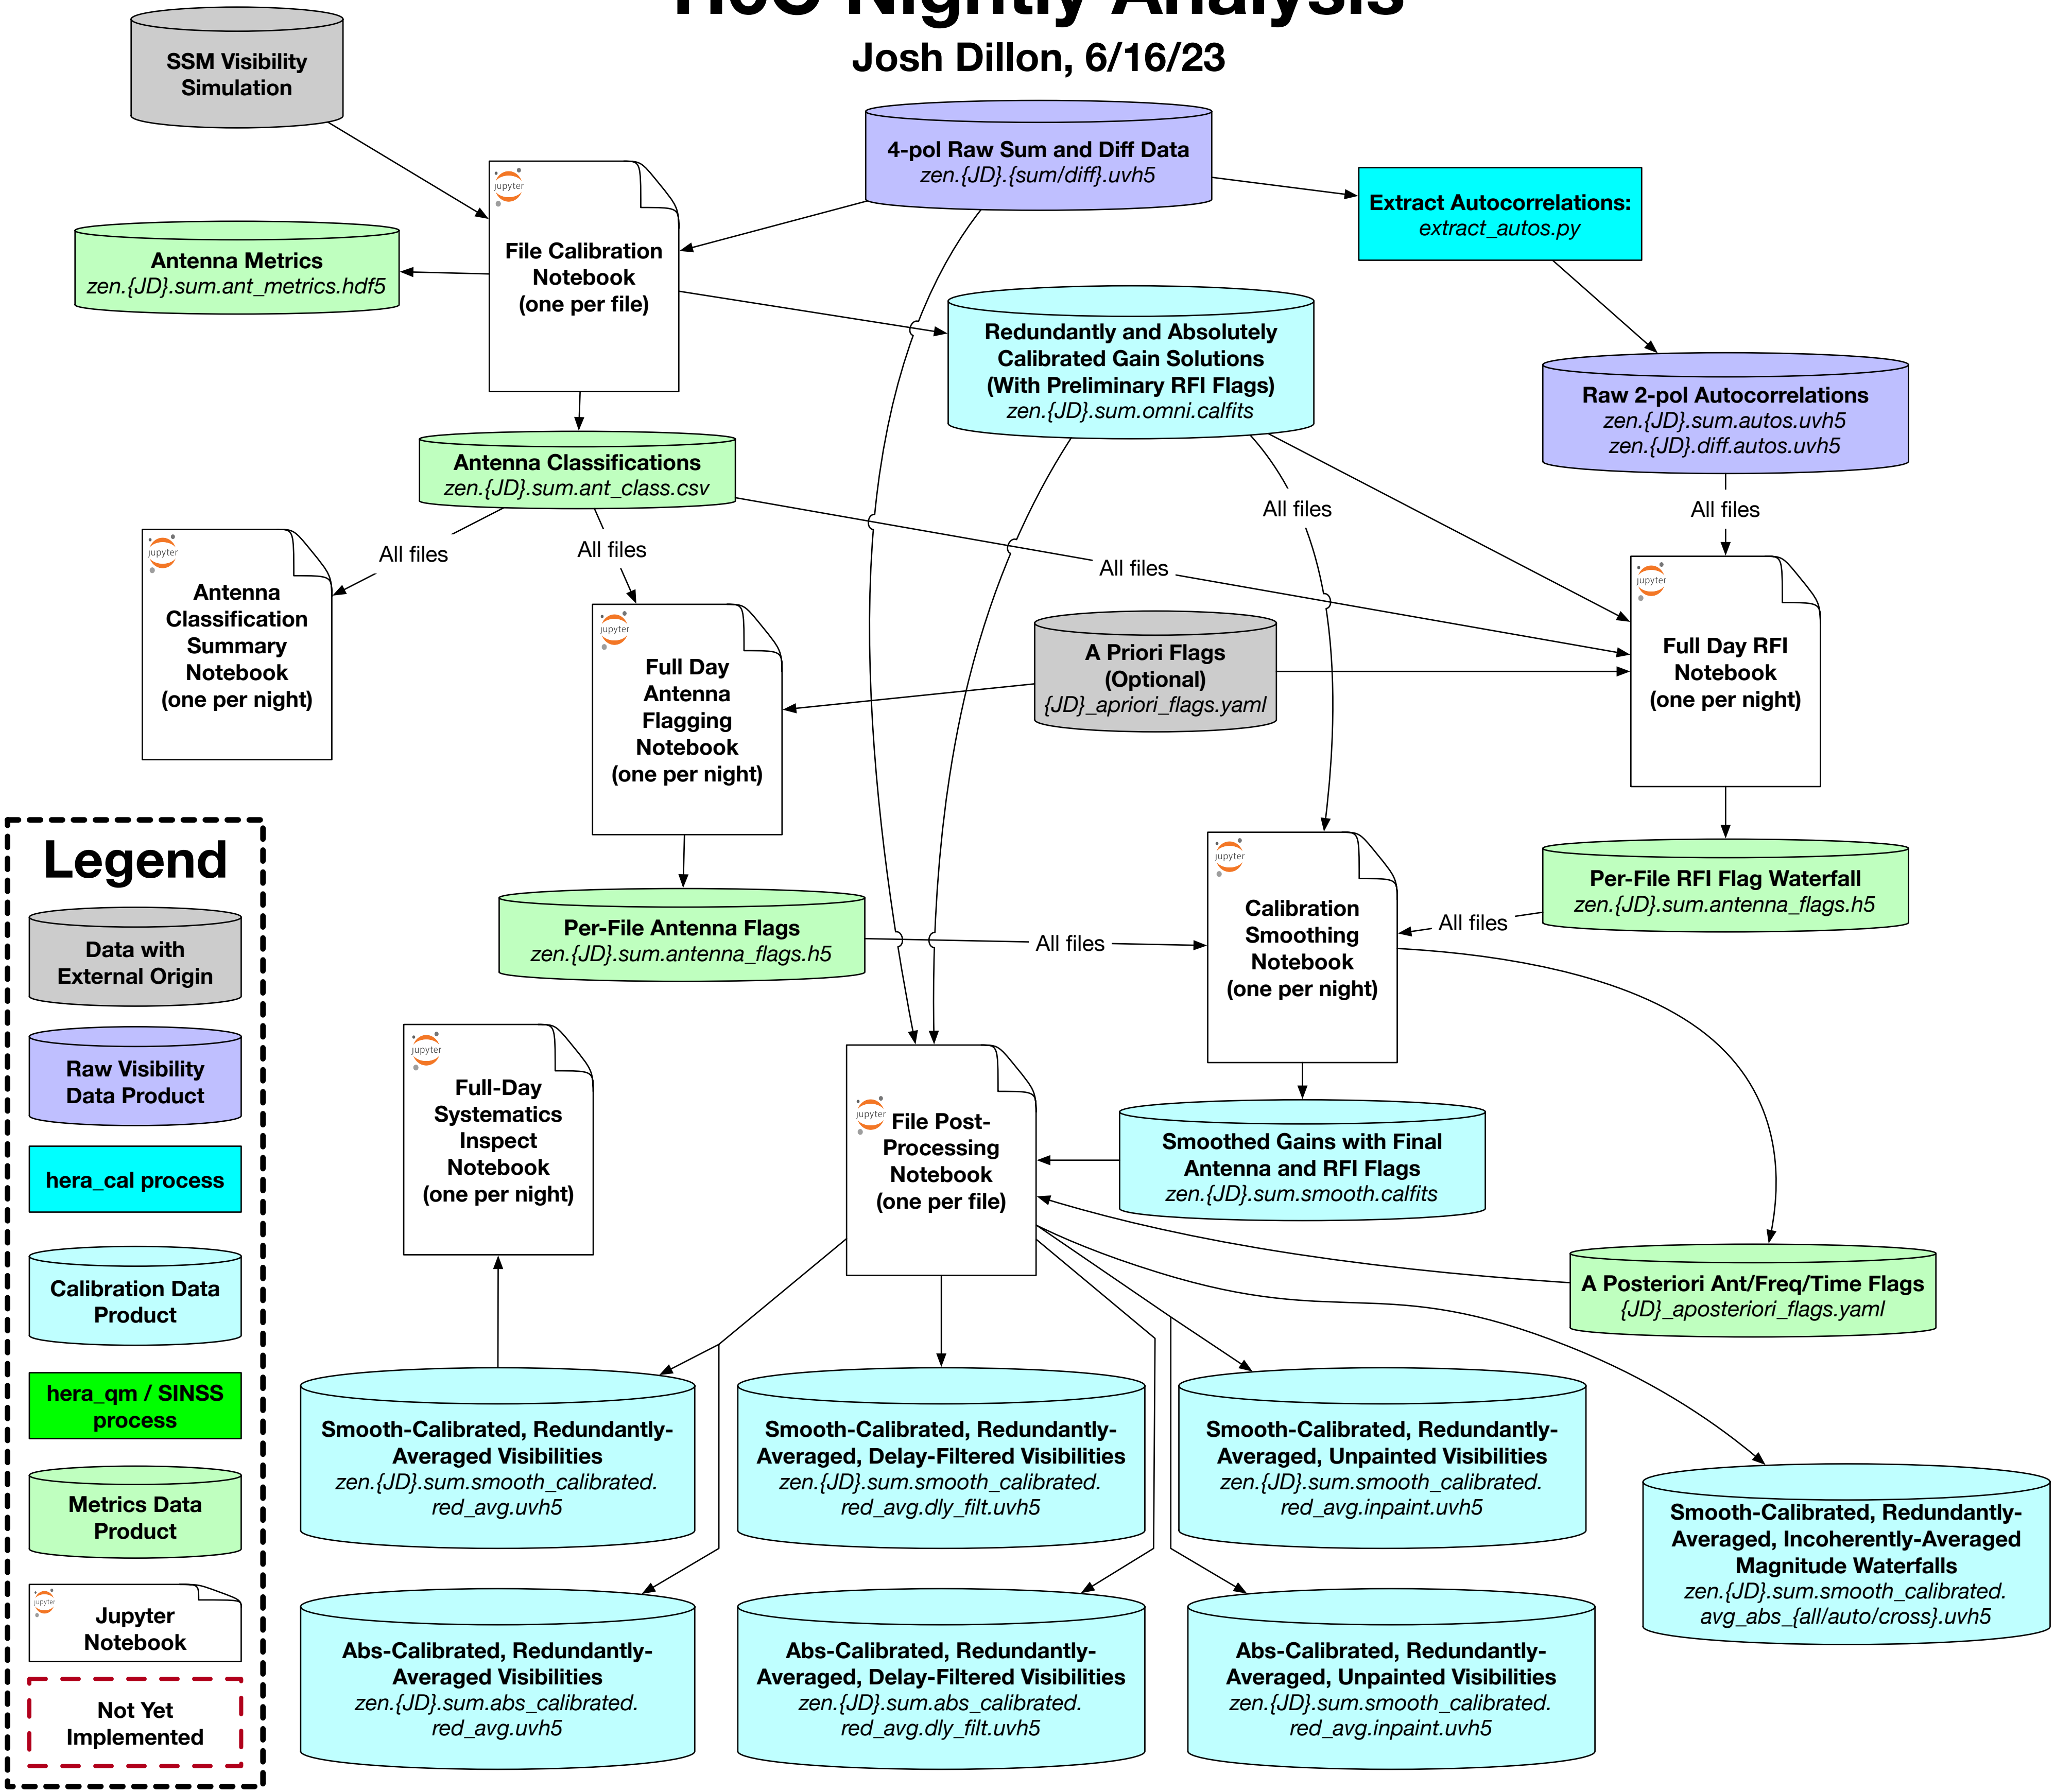 H6C Nightly Analysis
Josh Dillon, 6/16/23
SSM Visibility
Simulation
4-pol Raw Sum and Diff Data
zen.{JD}.{sum/diff}.uvh5
Extract Autocorrelations:
extract_autos.py
jupyter
File Calibration
Notebook
(one per file)
Antenna Metrics
zen.{JD}.sum.ant_metrics.hdf5
Redundantly and Absolutely
Calibrated Gain Solutions
(With Preliminary RFI Flags)
zen.{JD}.sum.omni.calfits
Raw 2-pol Autocorrelations
zen.{JD}.sum.autos.uvh5
zen.{JD}.diff.autos.uvh5
Antenna Classifications
zen.{JD}.sum.ant_class.csv
All files
All files
All files
All files
All files
jupyter
Antenna
Classification
Summary
Notebook
(one per night)
jupyter
Full Day
Antenna
Flagging
Notebook
(one per night)
A Priori Flags
(Optional)
{JD}_apriori_flags.yaml
jupyter
Full Day RFI
Notebook
(one per night)
Per-File Antenna Flags
zen.{JD}.sum.antenna_flags.h5
All files
jupyter
Calibration
Smoothing
Notebook
(one per night)
All files
Per-File RFI Flag Waterfall
zen.{JD}.sum.antenna_flags.h5
jupyter
Full-Day
Systematics
Inspect
Notebook
(one per night)
jupyter
File Post-
Processing
Notebook
(one per file)
Smoothed Gains with Final
Antenna and RFI Flags
zen.{JD}.sum.smooth.calfits
A Posteriori Ant/Freq/Time Flags
{JD}_aposteriori_flags.yaml
Smooth-Calibrated, Redundantly-
Averaged Visibilities
zen.{JD}.sum.smooth_calibrated.
red_avg.uvh5
Smooth-Calibrated, Redundantly-
Averaged, Delay-Filtered Visibilities
zen.{JD}.sum.smooth_calibrated.
red_avg.dly_filt.uvh5
Smooth-Calibrated, Redundantly-
Averaged, Unpainted Visibilities
zen.{JD}.sum.smooth_calibrated.
red_avg.inpaint.uvh5
Smooth-Calibrated, Redundantly-
Averaged, Incoherently-Averaged
Magnitude Waterfalls
zen.{JD}.sum.smooth_calibrated.
avg_abs_{all/auto/cross}.uvh5
Abs-Calibrated, Redundantly-
Averaged Visibilities
zen.{JD}.sum.abs_calibrated.
red_avg.uvh5
Abs-Calibrated, Redundantly-
Averaged, Delay-Filtered Visibilities
zen.{JD}.sum.abs_calibrated.
red_avg.dly_filt.uvh5
Abs-Calibrated, Redundantly-
Averaged, Unpainted Visibilities
zen.{JD}.sum.smooth_calibrated.
red_avg.inpaint.uvh5
Legend
Data with
External Origin
Raw Visibility
Data Product
hera_cal process
Calibration Data
Product
hera_qm / SINSS
process
Metrics Data
Product
jupyter
Jupyter
Notebook
Not Yet
Implemented